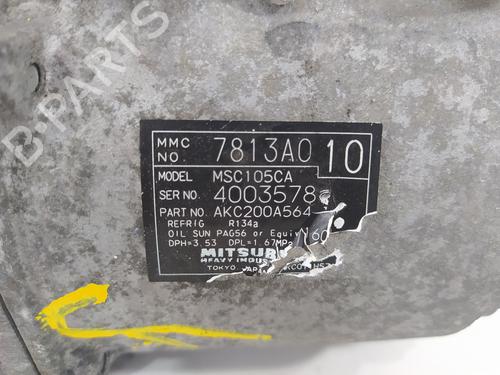 B-PARTS
MMC NO. 7813A0 10
MODEL MSC105CA
SER NO. 4003578
PART NO. AKC200A564
REFRIG R134a
OIL SUN PAG56 or Equiv 60
DPH=3.53 DPL=1.67MPa
MITSUB
HEAVY INDUS
TOKYO JAPAN